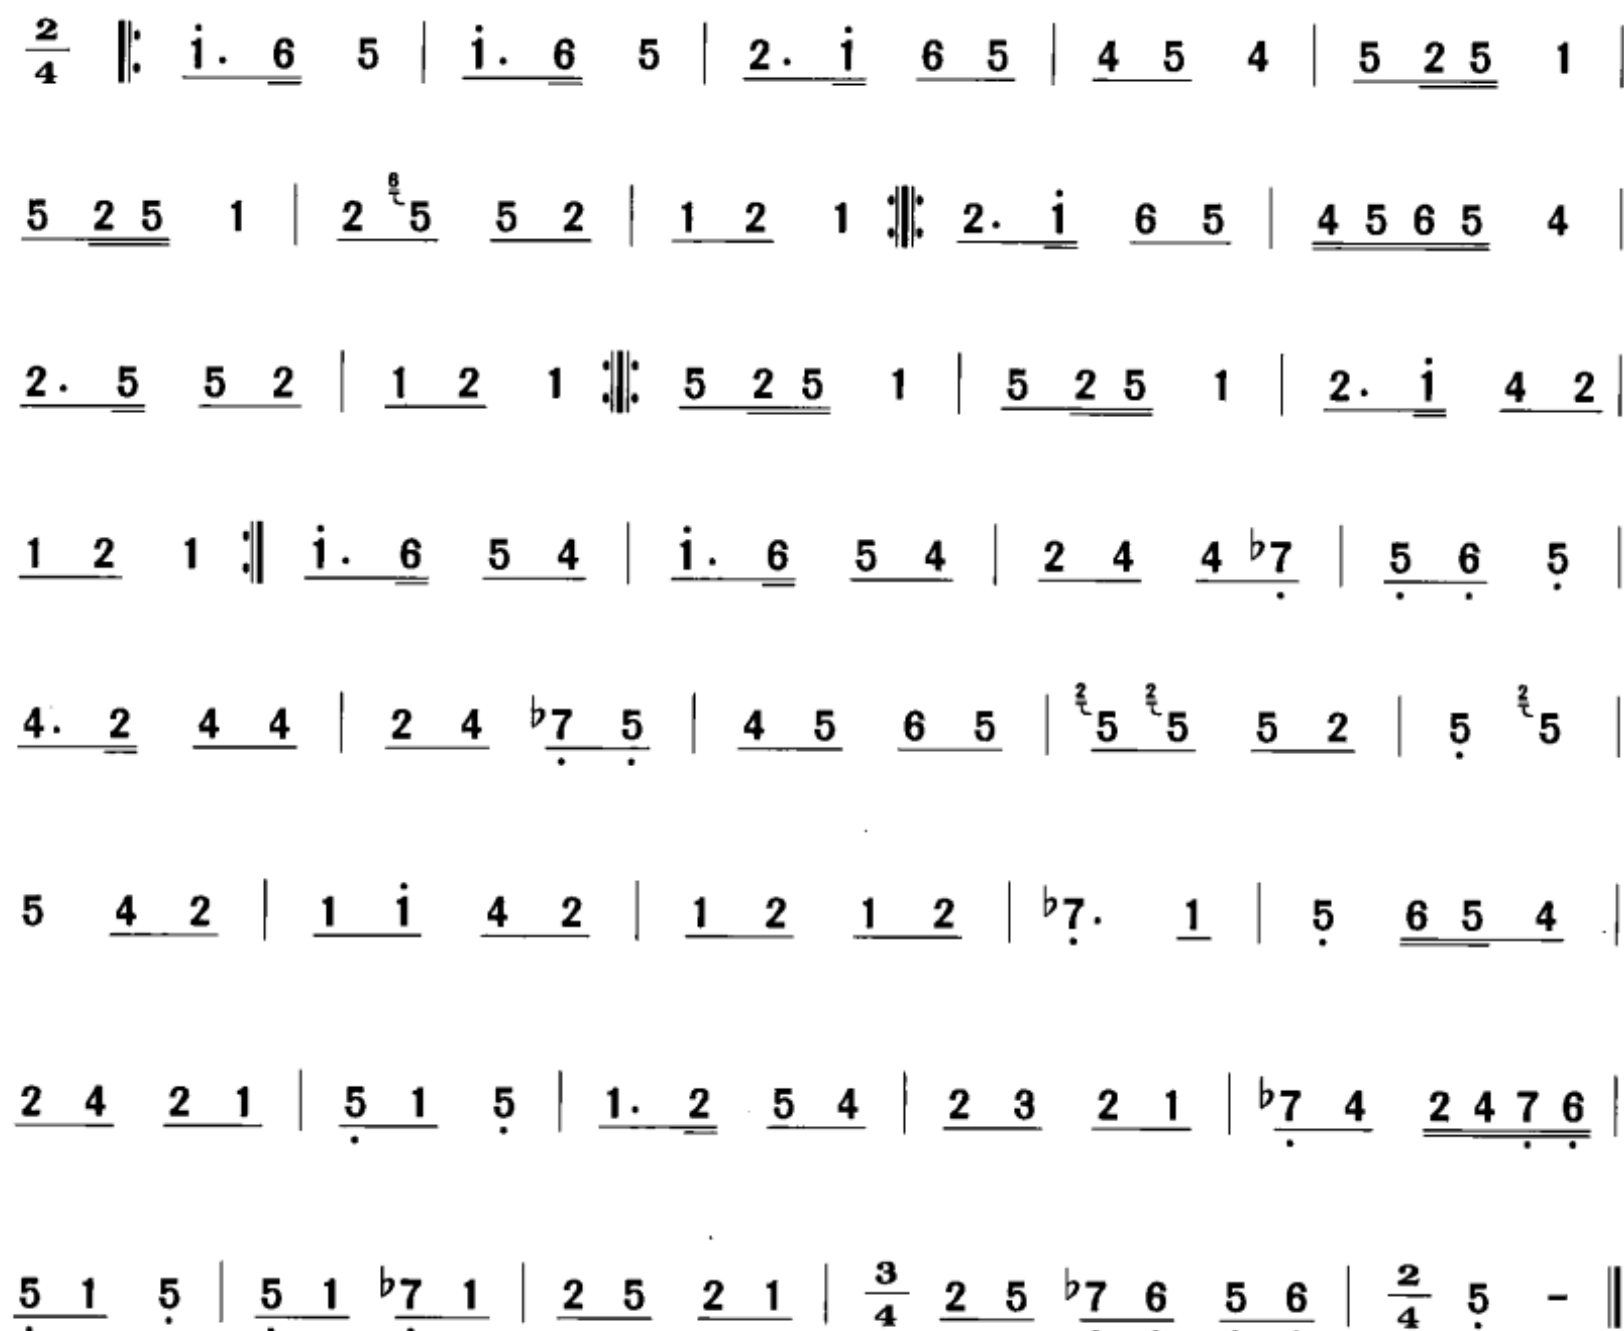 2/4 𝄆 i̇. 6 5 | i̇. 6 5 | 2. i̇ 6 5 | 4 5 4 | 5 2 5 1 |
5 2 5 1 | 2 ⁶5 5 2 | 1 2 1 :‖: 2. i̇ 6 5 | 4 5 6 5 4 |
2. 5 5 2 | 1 2 1 :‖: 5 2 5 1 | 5 2 5 1 | 2. i̇ 4 2 |
1 2 1 :‖ i̇. 6 5 4 | i̇. 6 5 4 | 2 4 4 ♭7̣ | 5̣ 6̣ 5̣ |
4. 2 4 4 | 2 4 ♭7̣ 5̣ | 4 5 6 5 | ²5 ²5 5 2 | 5̣ ²5 |
5 4 2 | 1 i̇ 4 2 | 1 2 1 2 | ♭7̣. 1 | 5̣ 6 5 4 |
2 4 2 1 | 5̣ 1 5̣ | 1. 2 5 4 | 2 3 2 1 | ♭7̣ 4 2 4 7̣ 6̣ |
5̣ 1 5̣ | 5̣ 1 ♭7̣ 1 | 2 5 2 1 | 3/4 2 5 ♭7̣ 6̣ 5̣ 6̣ | 2/4 5̣ - ‖